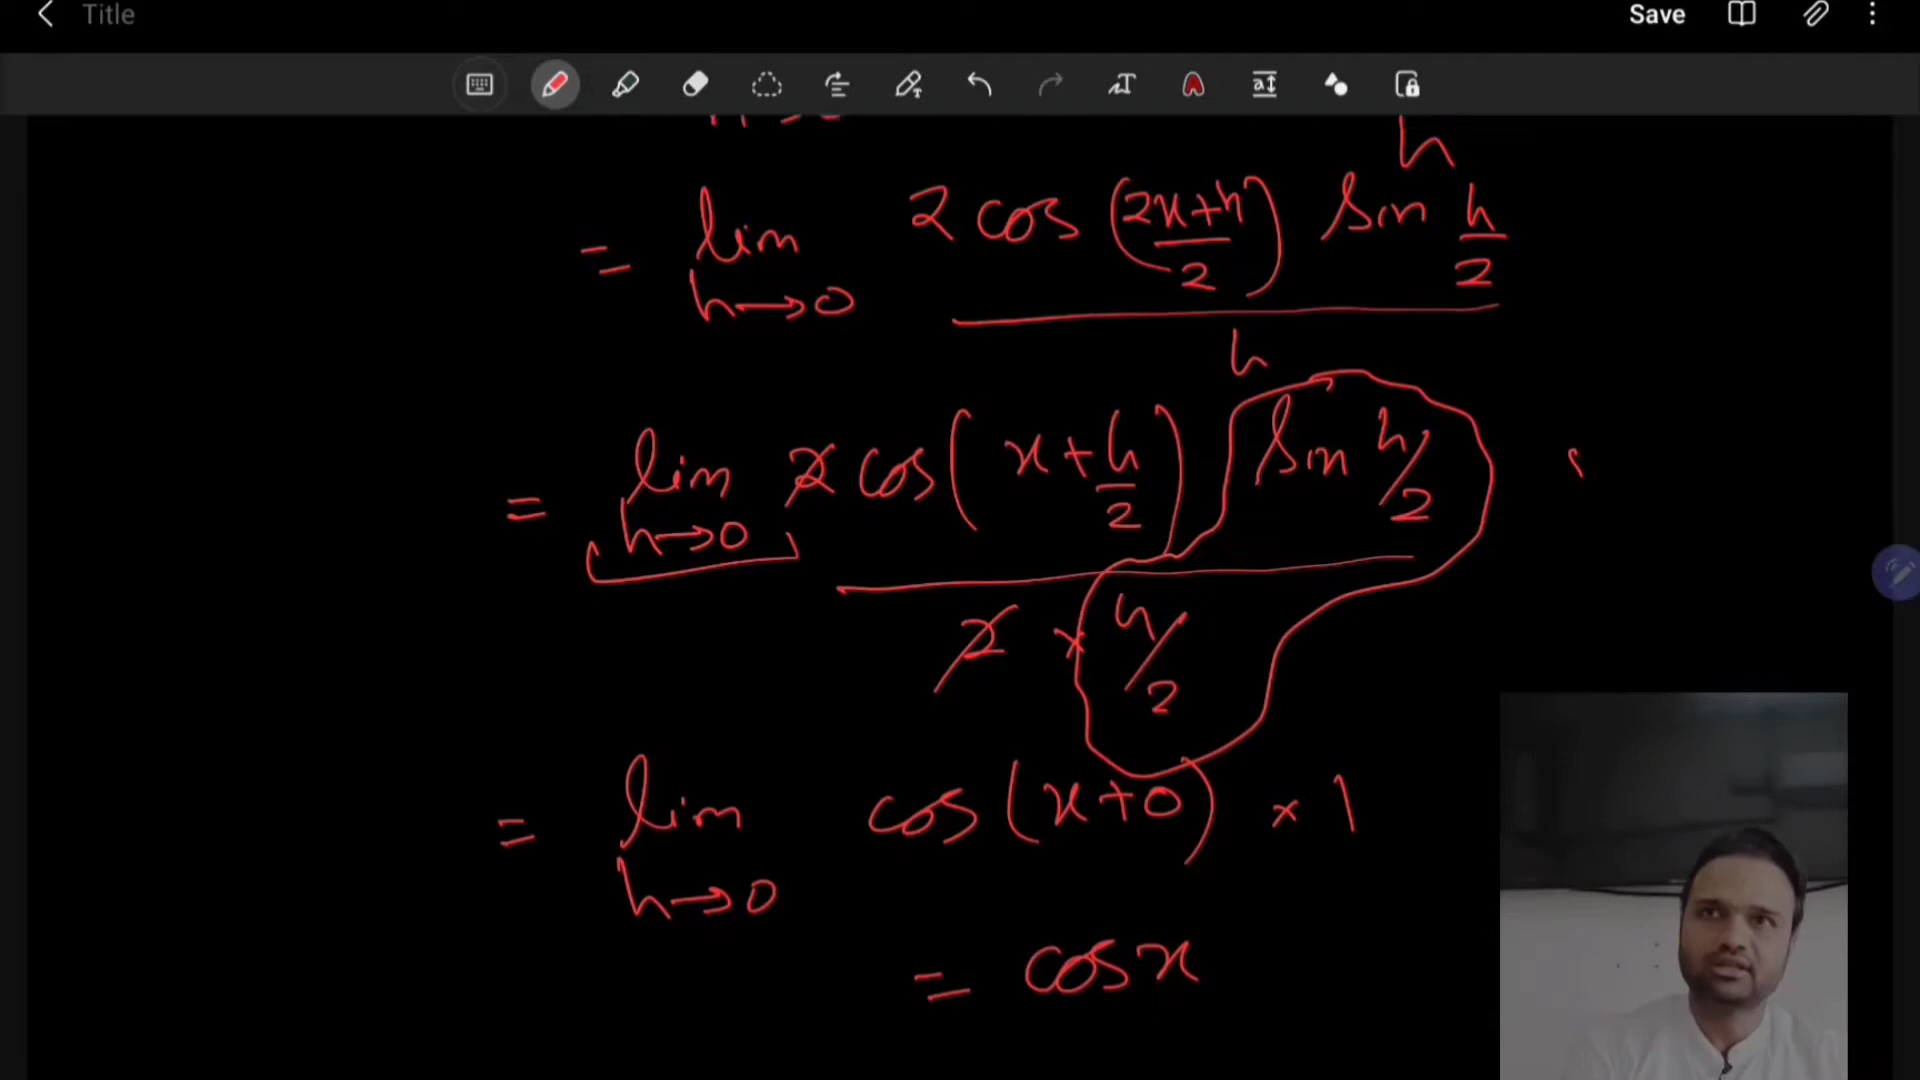 Title Save
h
= lim h→0 2 cos (2x+h/2) sin h/2 / h
= lim h→0 2 cos (x + h/2) sin h/2 / 2 × h/2
= lim h→0 cos (x+0) × 1
= cos x